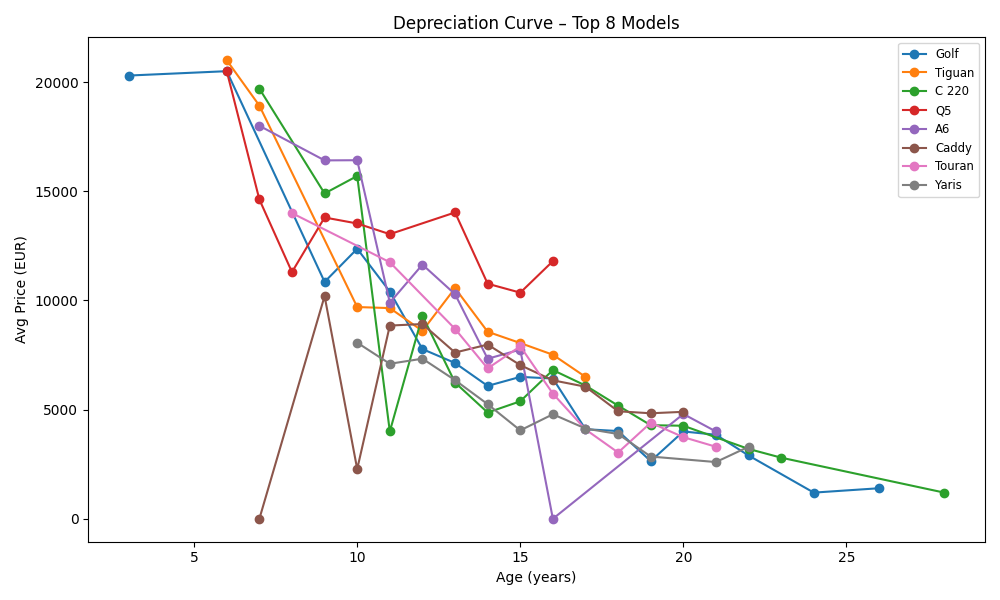 Depreciation Curve – Top 8 Models
Golf
Tiguan
C 220
Q5
A6
Caddy
Touran
Yaris
Avg Price (EUR)
20000
15000
10000
5000
0
5
10
15
20
25
Age (years)